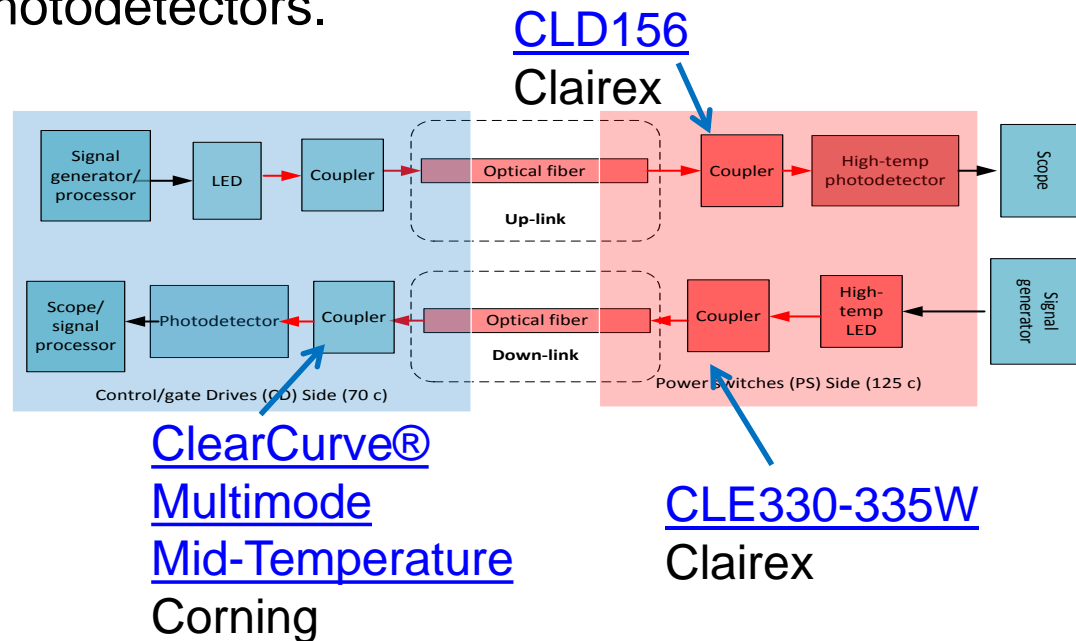 hotodetectors.
CLD156
Clairex
Signal
generator/
processor
LED
Coupler
Optical fiber
Up-link
Coupler
High-temp
photodetector
Scope
Scope/
signal
processor
Photodetector
Coupler
Optical fiber
Down-link
Coupler
High-
temp
LED
Signal
generator
Control/gate Drives (CD) Side (70 c)
Power switches (PS) Side (125 c)
ClearCurve®
Multimode
Mid-Temperature
Corning
CLE330-335W
Clairex